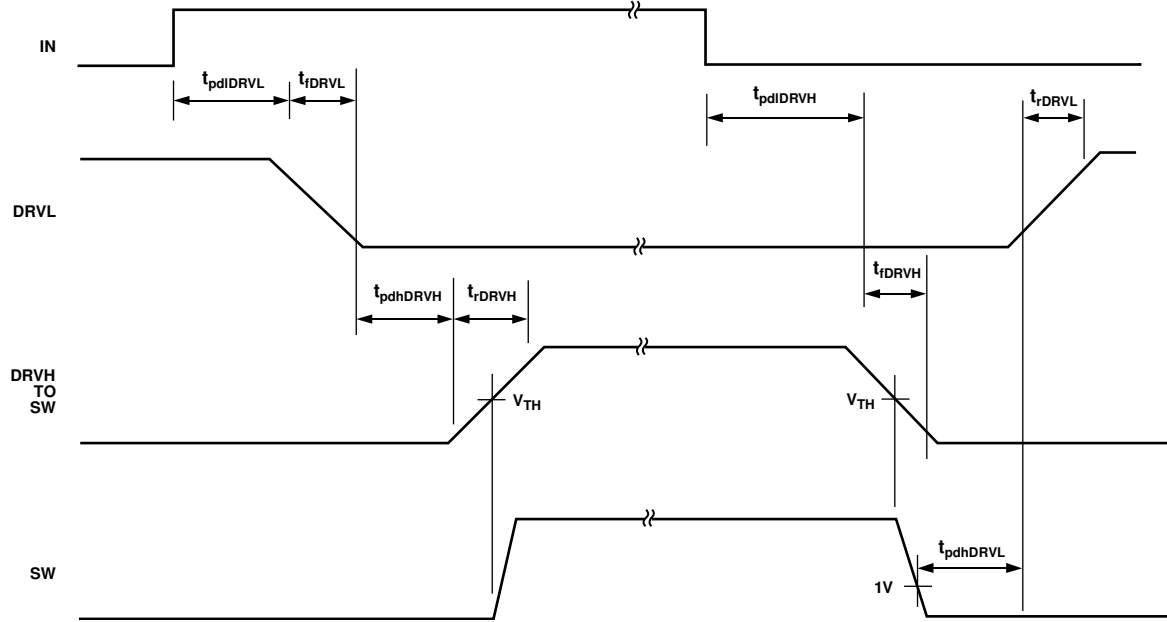 IN
tpdlDRVL
tfDRVL
tpdlDRVH
trDRVL
DRVL
tfDRVH
tpdhDRVH
trDRVH
DRVH
TO
SW
VTH
VTH
SW
1V
tpdhDRVL